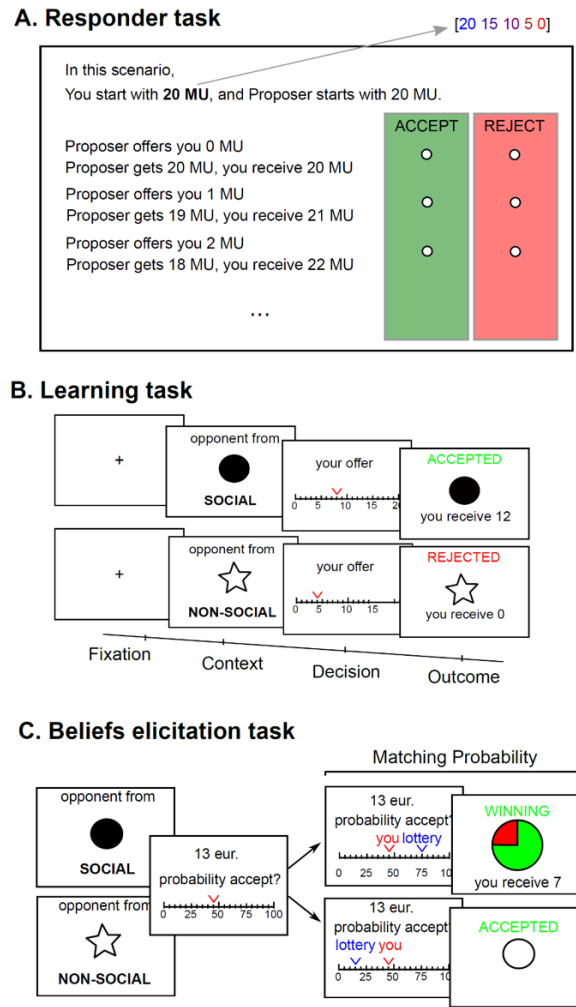 A. Responder task
[20 15 10 5 0]
In this scenario,
You start with 20 MU, and Proposer starts with 20 MU.
ACCEPT
REJECT
Proposer offers you 0 MU
Proposer gets 20 MU, you receive 20 MU
Proposer offers you 1 MU
Proposer gets 19 MU, you receive 21 MU
Proposer offers you 2 MU
Proposer gets 18 MU, you receive 22 MU
...
B. Learning task
+
opponent from
SOCIAL
your offer
0 5 10 15 20
ACCEPTED
you receive 12
+
opponent from
NON-SOCIAL
your offer
0 5 10 15
REJECTED
you receive 0
Fixation
Context
Decision
Outcome
C. Beliefs elicitation task
Matching Probability
opponent from
SOCIAL
opponent from
NON-SOCIAL
13 eur.
probability accept?
0 25 50 75 100
13 eur.
probability accept?
you lottery
0 25 50 75 100
WINNING
you receive 7
13 eur.
probability accept?
lottery you
0 25 50 75 100
ACCEPTED